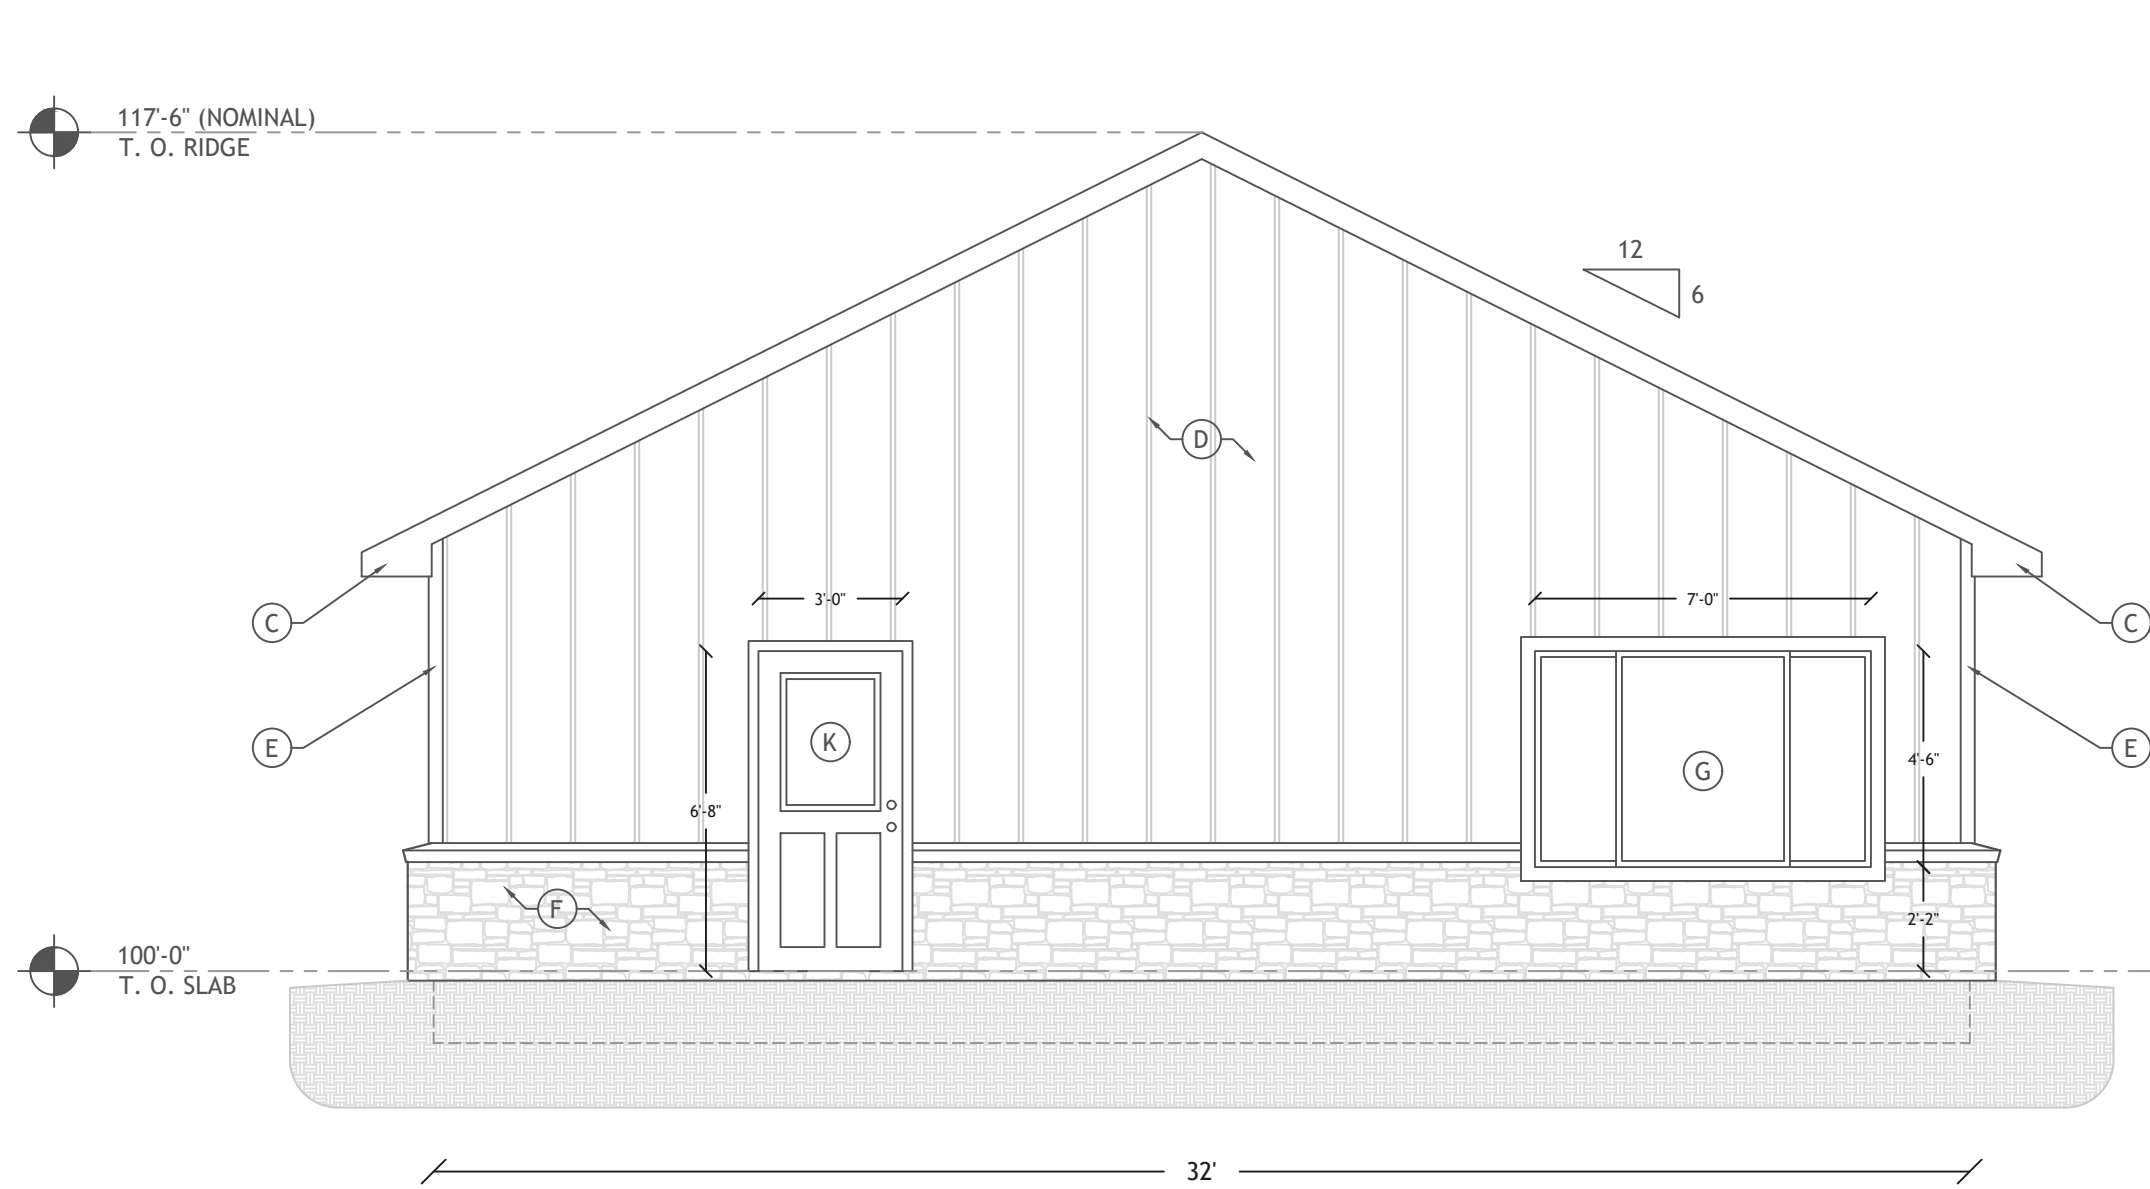 117'-6" (NOMINAL)
T. O. RIDGE
12
6
D
3'-0"
7'-0"
C
C
K
G
E
E
4'-6"
6'-8"
F
2'-2"
100'-0"
T. O. SLAB
32'